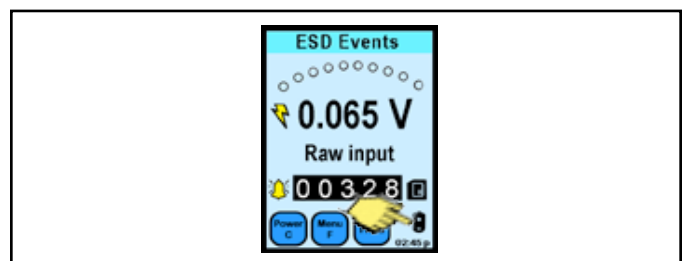 ESD Events
0.065 V
Raw input
00328
Power Menu
C F
02:45 p